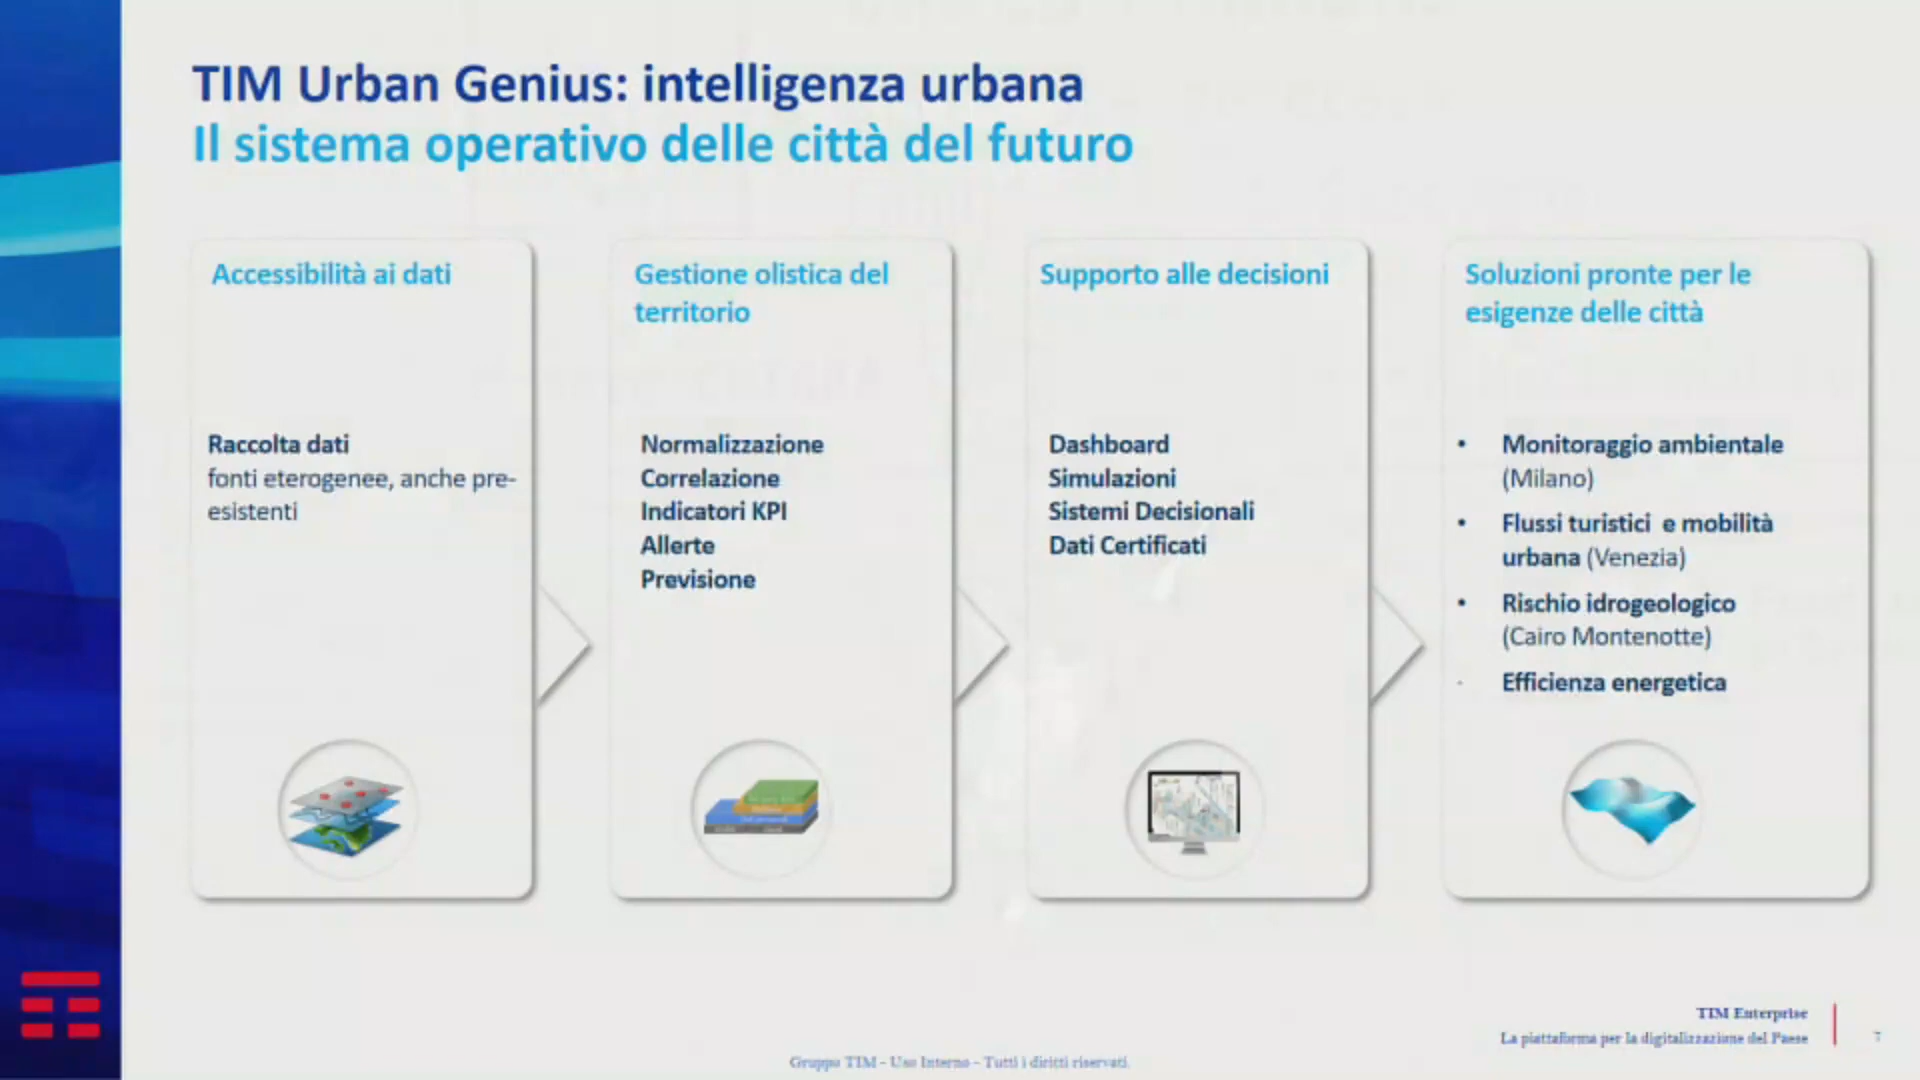 TIM Urban Genius: intelligenza urbana
Il sistema operativo delle città del futuro
Accessibilità ai dati
Raccolta dati
fonti eterogenee, anche pre-
esistenti
Gestione olistica del
territorio
Normalizzazione
Correlazione
Indicatori KPI
Allerte
Previsione
Supporto alle decisioni
Dashboard
Simulazioni
Sistemi Decisionali
Dati Certificati
Soluzioni pronte per le
esigenze delle città
• Monitoraggio ambientale
(Milano)
• Flussi turistici e mobilità
urbana (Venezia)
• Rischio idrogeologico
(Cairo Montenotte)
- Efficienza energetica
TIM Enterprise
La piattaforma per la digitalizzazione del Paese
7
Gruppo TIM - Uso Interno - Tutti i diritti riservati.